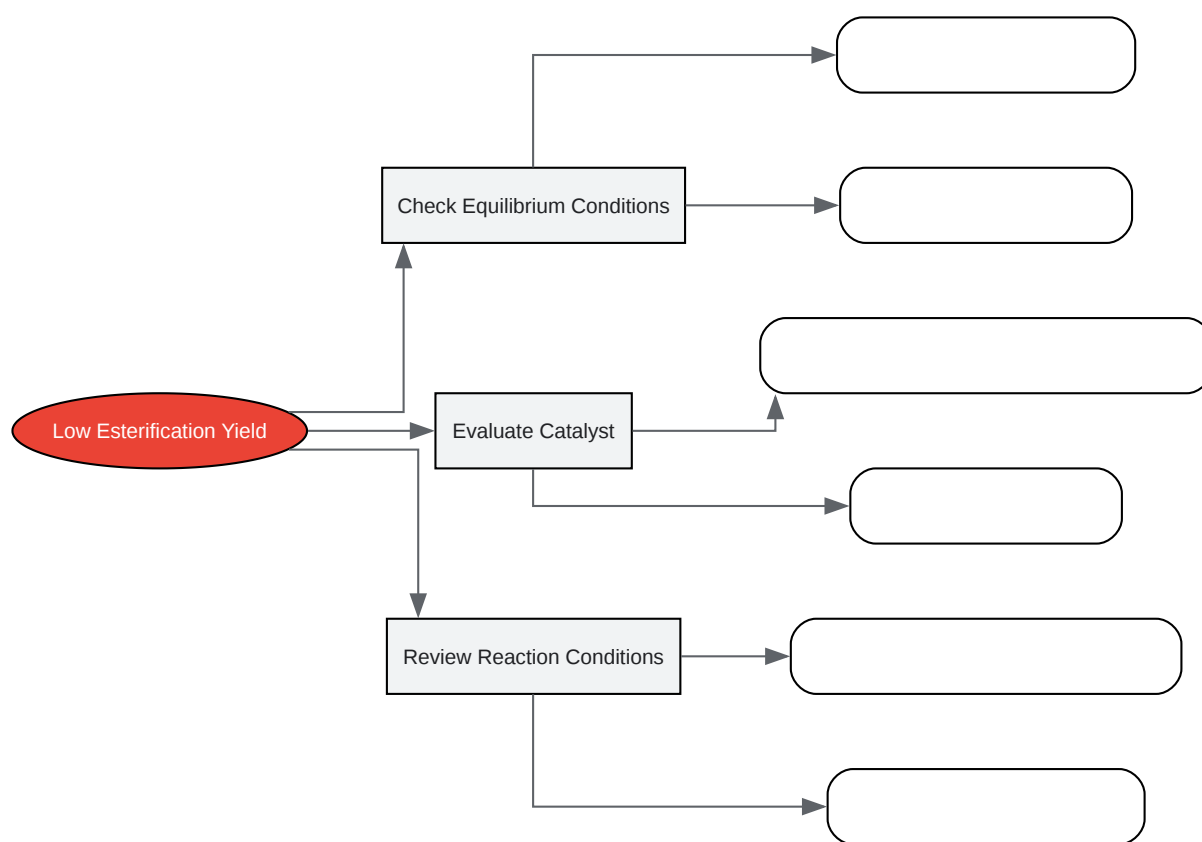 Check Equilibrium Conditions
Low Esterification Yield
Evaluate Catalyst
Review Reaction Conditions